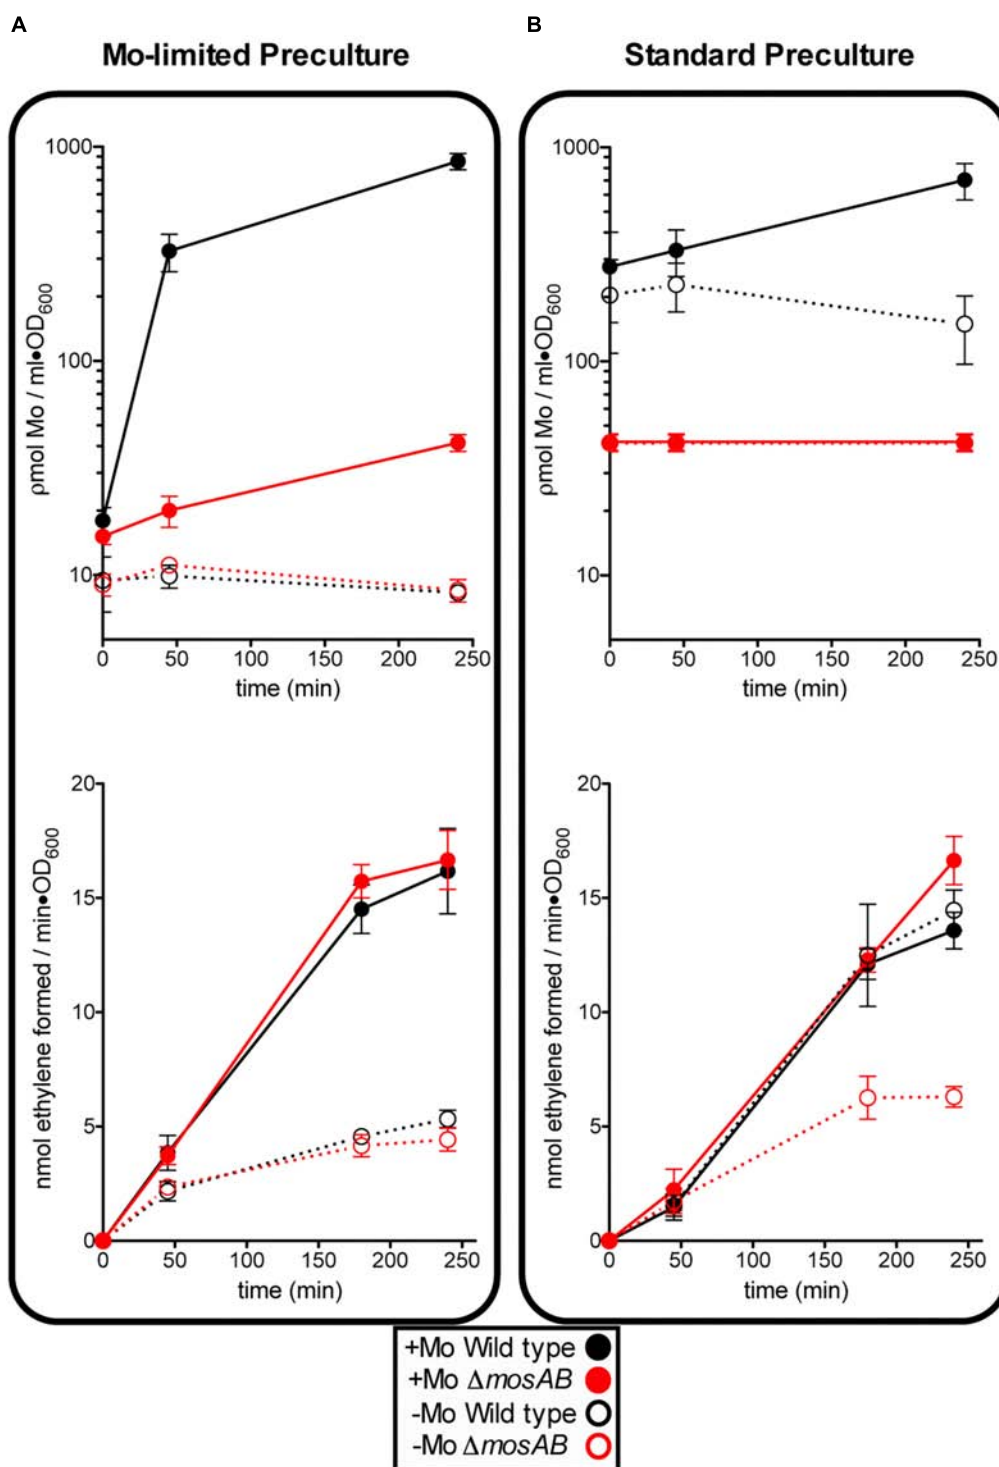 A
B
Mo-limited Preculture
Standard Preculture
1000
100
10
ρmol Mo / ml•OD600
0 50 100 150 200 250
time (min)
1000
100
10
ρmol Mo / ml•OD600
0 50 100 150 200 250
time (min)
20
15
10
5
0
nmol ethylene formed / min•OD600
0 50 100 150 200 250
time (min)
20
15
10
5
0
nmol ethylene formed / min•OD600
0 50 100 150 200 250
time (min)
+Mo Wild type
+Mo ΔmosAB
-Mo Wild type
-Mo ΔmosAB